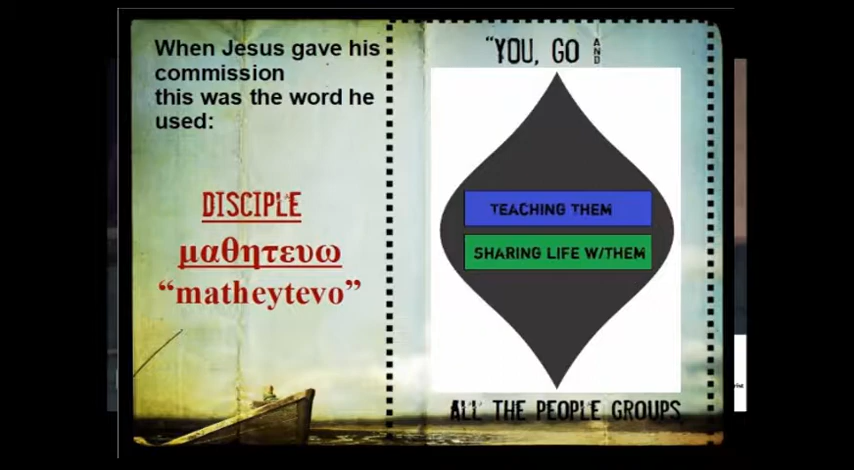 When Jesus gave his
commission
this was the word he
used:
DISCIPLE
μαθητευω
“matheytevo”
“YOU, GO AND
TEACHING THEM
SHARING LIFE W/THEM
ALL THE PEOPLE GROUPS